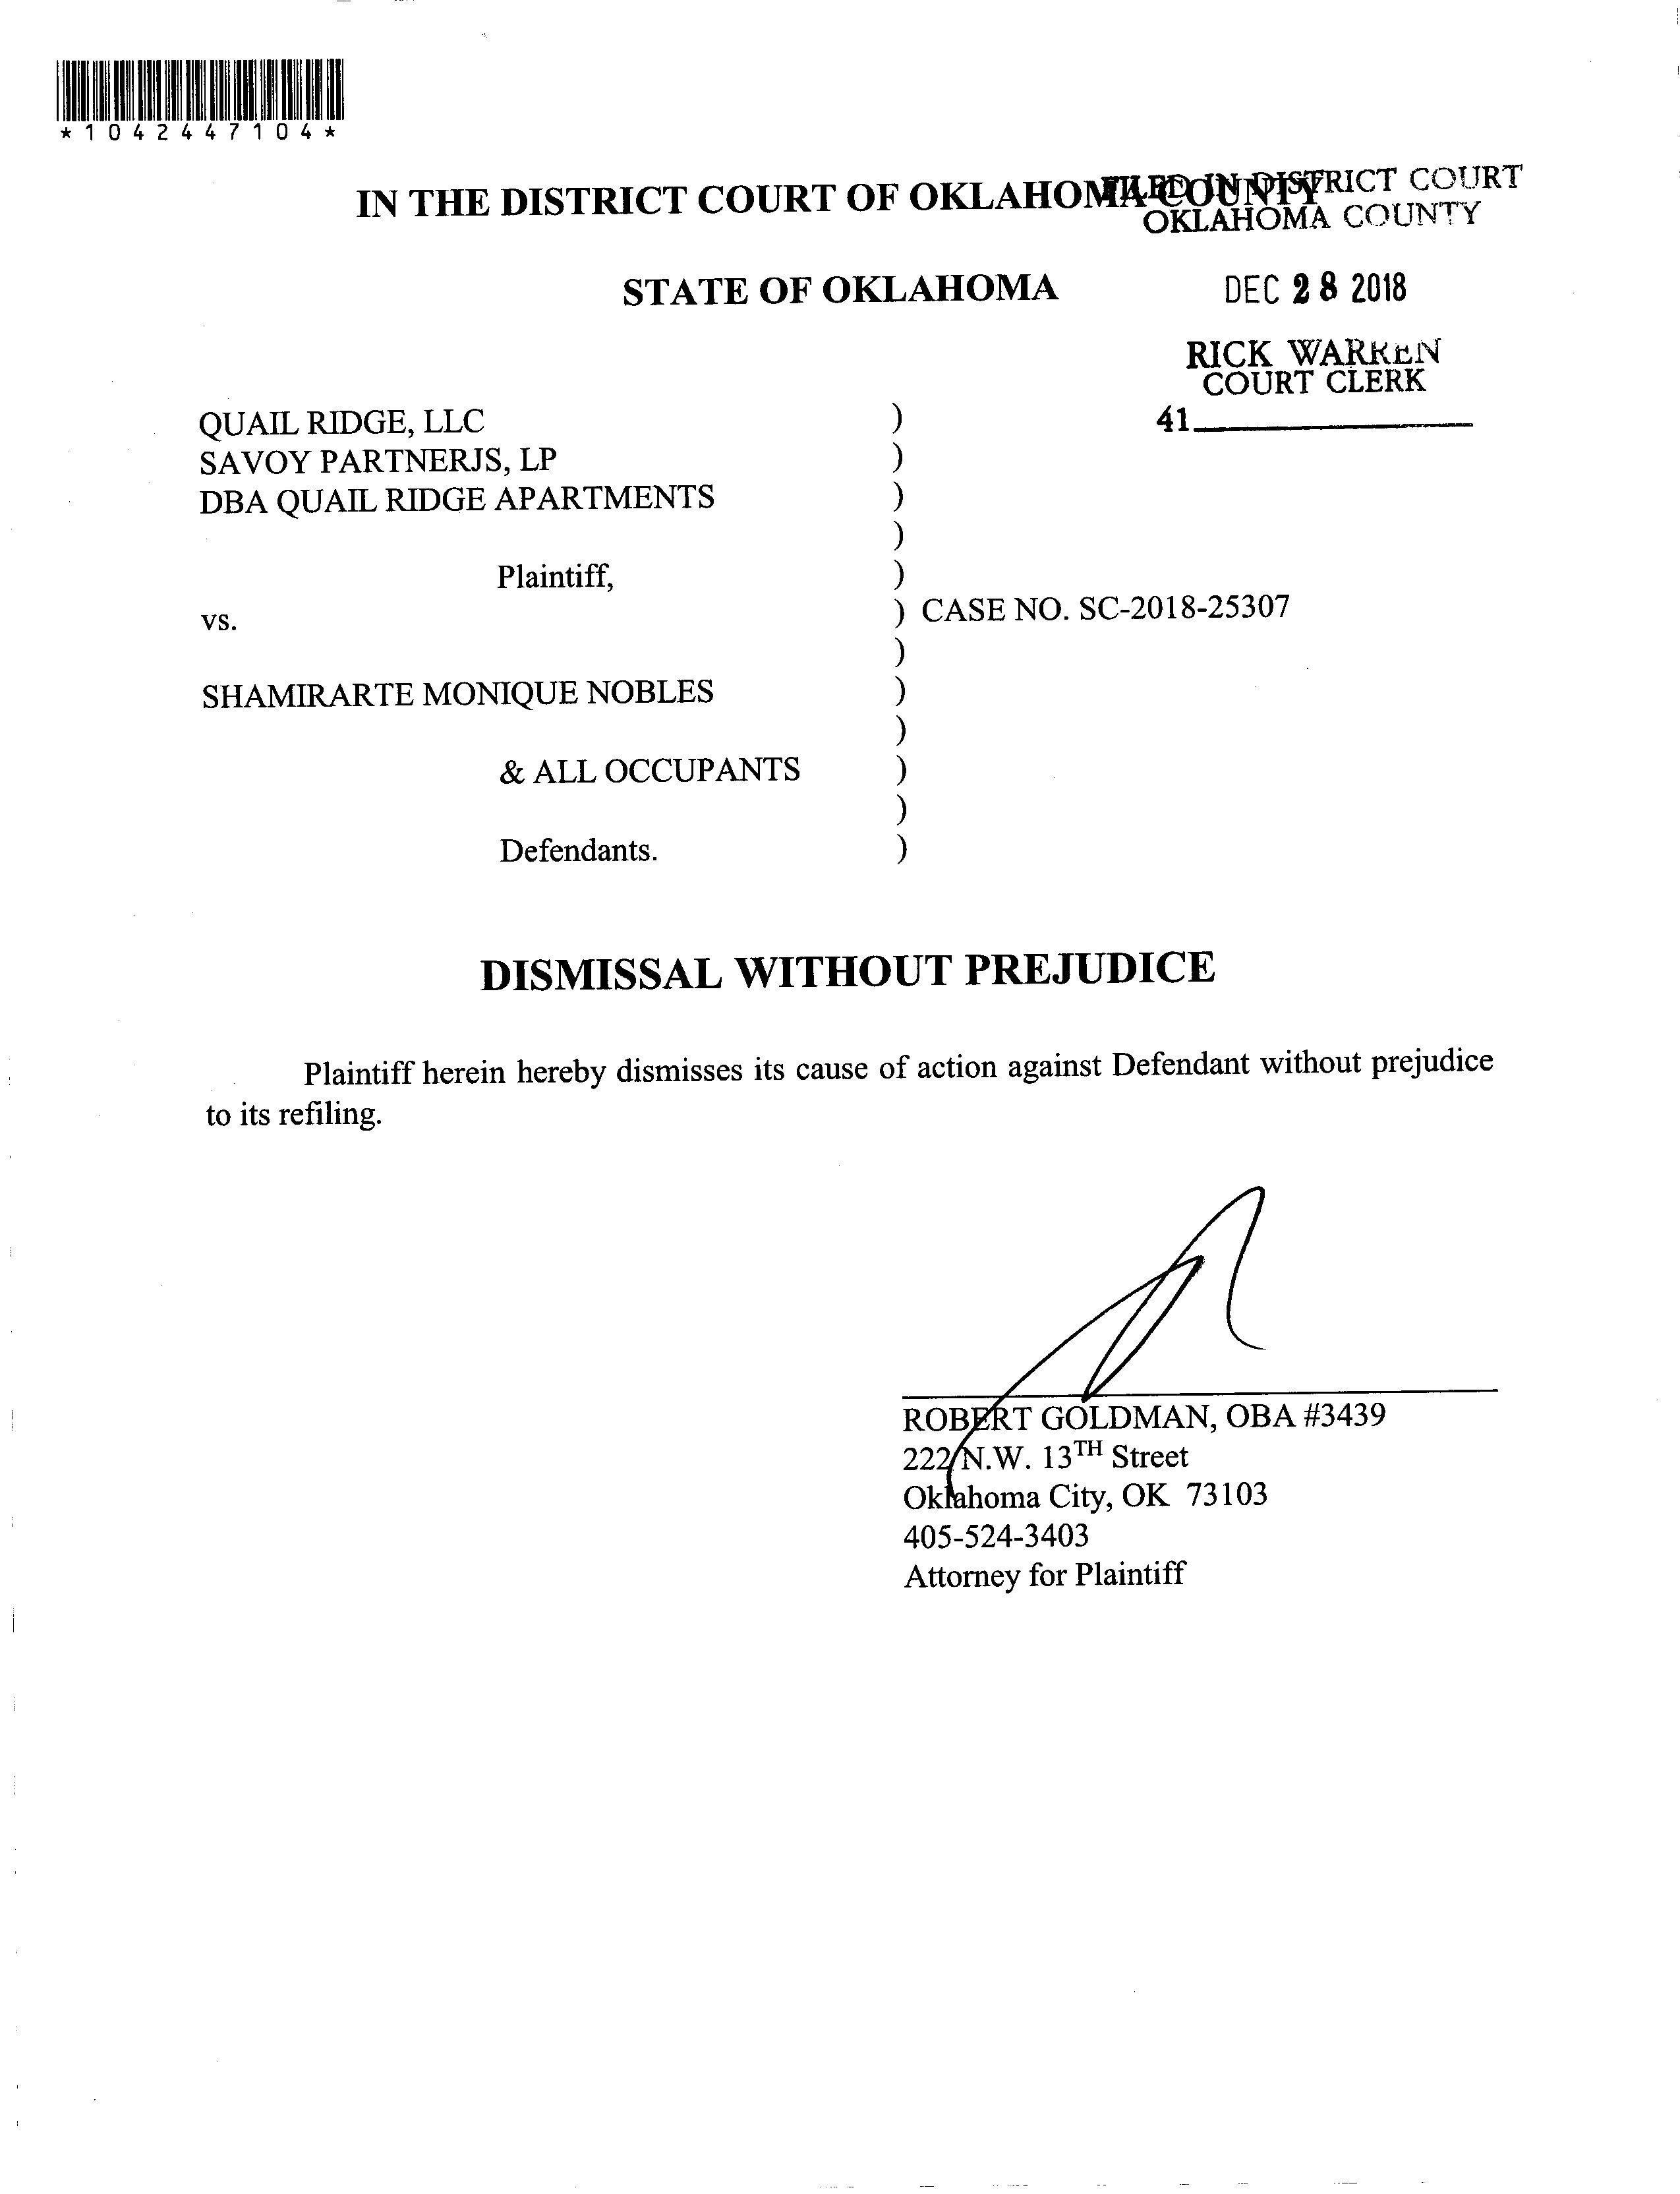 *1042447104*
IN THE DISTRICT COURT OF OKLAHOMA COUNTY
FILED IN DISTRICT COURT
OKLAHOMA COUNTY
STATE OF OKLAHOMA
DEC 28 2018
RICK WARREN
COURT CLERK
41
QUAIL RIDGE, LLC )
SAVOY PARTNERJS, LP )
DBA QUAIL RIDGE APARTMENTS )
)
Plaintiff, )
vs. ) CASE NO. SC-2018-25307
)
SHAMIRARTE MONIQUE NOBLES )
)
& ALL OCCUPANTS )
)
Defendants. )
DISMISSAL WITHOUT PREJUDICE
Plaintiff herein hereby dismisses its cause of action against Defendant without prejudice
to its refiling.
ROBERT GOLDMAN, OBA #3439
222 N.W. 13TH Street
Oklahoma City, OK 73103
405-524-3403
Attorney for Plaintiff